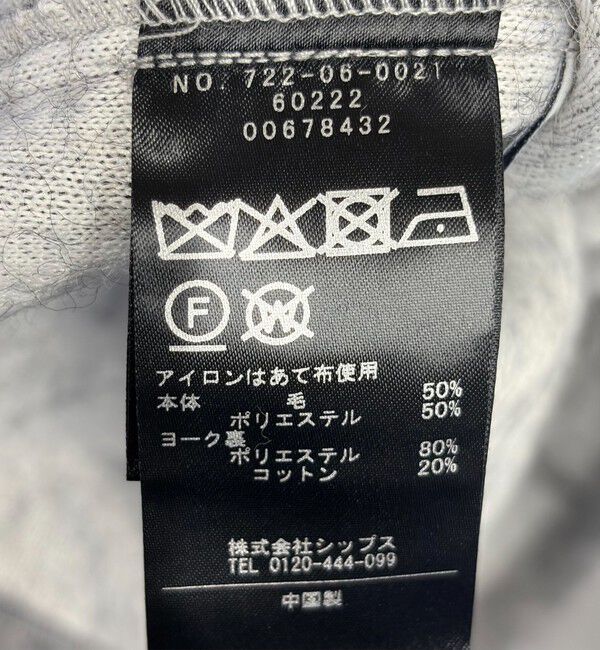 NO. 722-06-0021
60222
00678432
F W
アイロンはあて布使用
本体 毛 50%
ポリエステル 50%
ヨーク裏
ポリエステル 80%
コットン 20%
株式会社シップス
TEL 0120-444-099
中国製